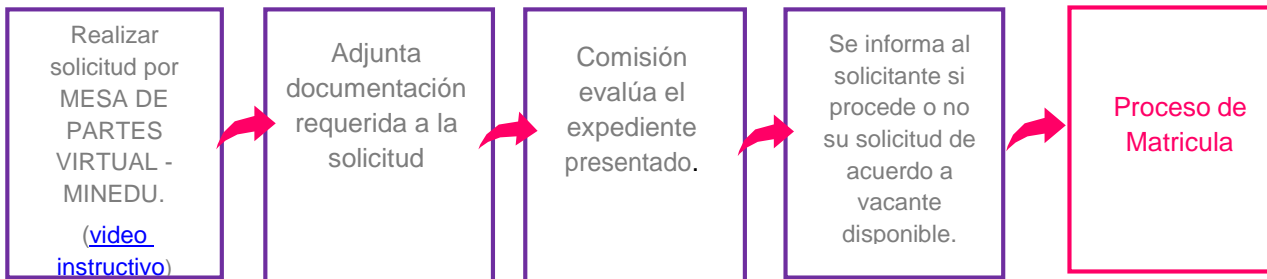 Realizar
solicitud por
MESA DE
PARTES
VIRTUAL -
MINEDU.
(video
instructivo)
Adjunta
documentación
requerida a la
solicitud
Comisión
evalúa el
expediente
presentado.
Se informa al
solicitante si
procede o no
su solicitud de
acuerdo a
vacante
disponible.
Proceso de
Matricula